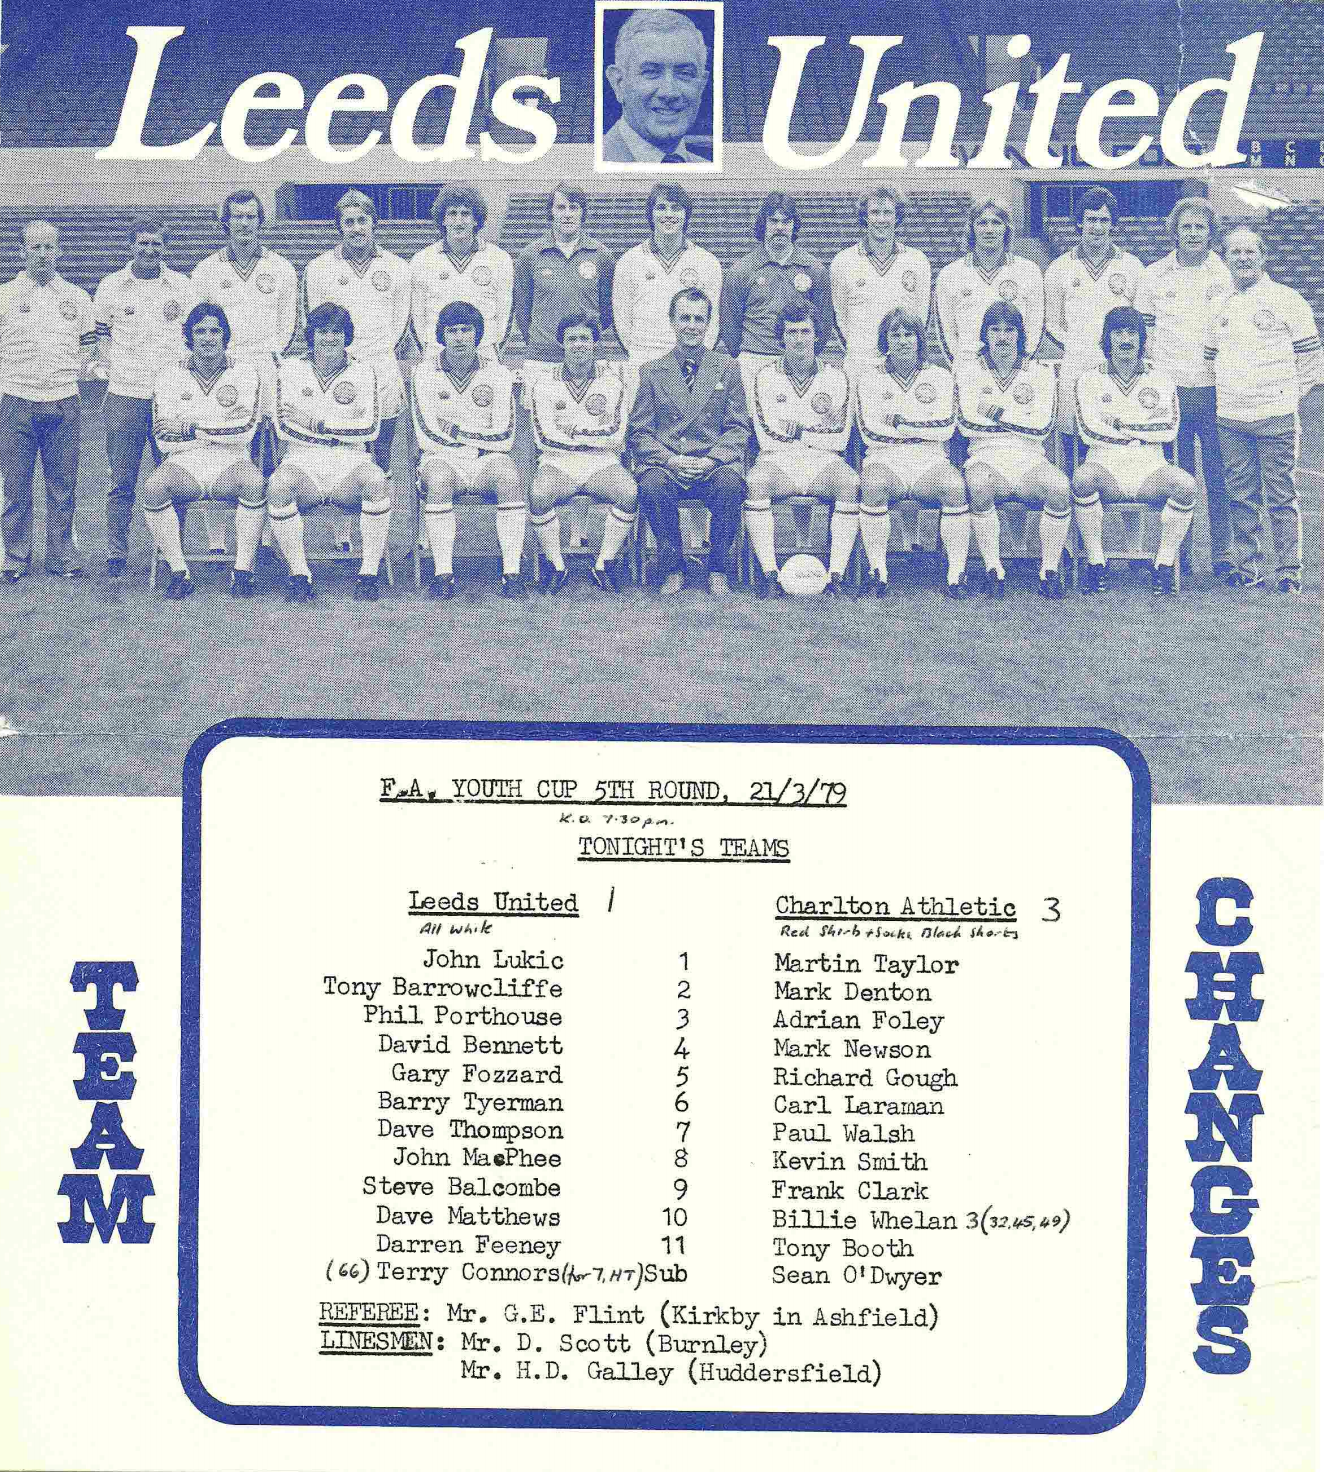 Leeds United
F.A. YOUTH CUP 5TH ROUND, 21/3/79
K.O. 7.30pm.
TONIGHT'S TEAMS
Leeds United 1 Charlton Athletic 3
All white Red Shirts + Socks, Black Shorts
John Lukic 1 Martin Taylor
Tony Barrowcliffe 2 Mark Denton
Phil Porthouse 3 Adrian Foley
David Bennett 4 Mark Newson
Gary Fozzard 5 Richard Gough
Barry Tyerman 6 Carl Laraman
Dave Thompson 7 Paul Walsh
John MacPhee 8 Kevin Smith
Steve Balcombe 9 Frank Clark
Dave Matthews 10 Billie Whelan 3(32,45,49)
Darren Feeney 11 Tony Booth
(66) Terry Connors (for 7, HT) Sub Sean O'Dwyer
REFEREE: Mr. G.E. Flint (Kirkby in Ashfield)
LINESMEN: Mr. D. Scott (Burnley)
Mr. H.D. Galley (Huddersfield)
TEAM
CHANGES